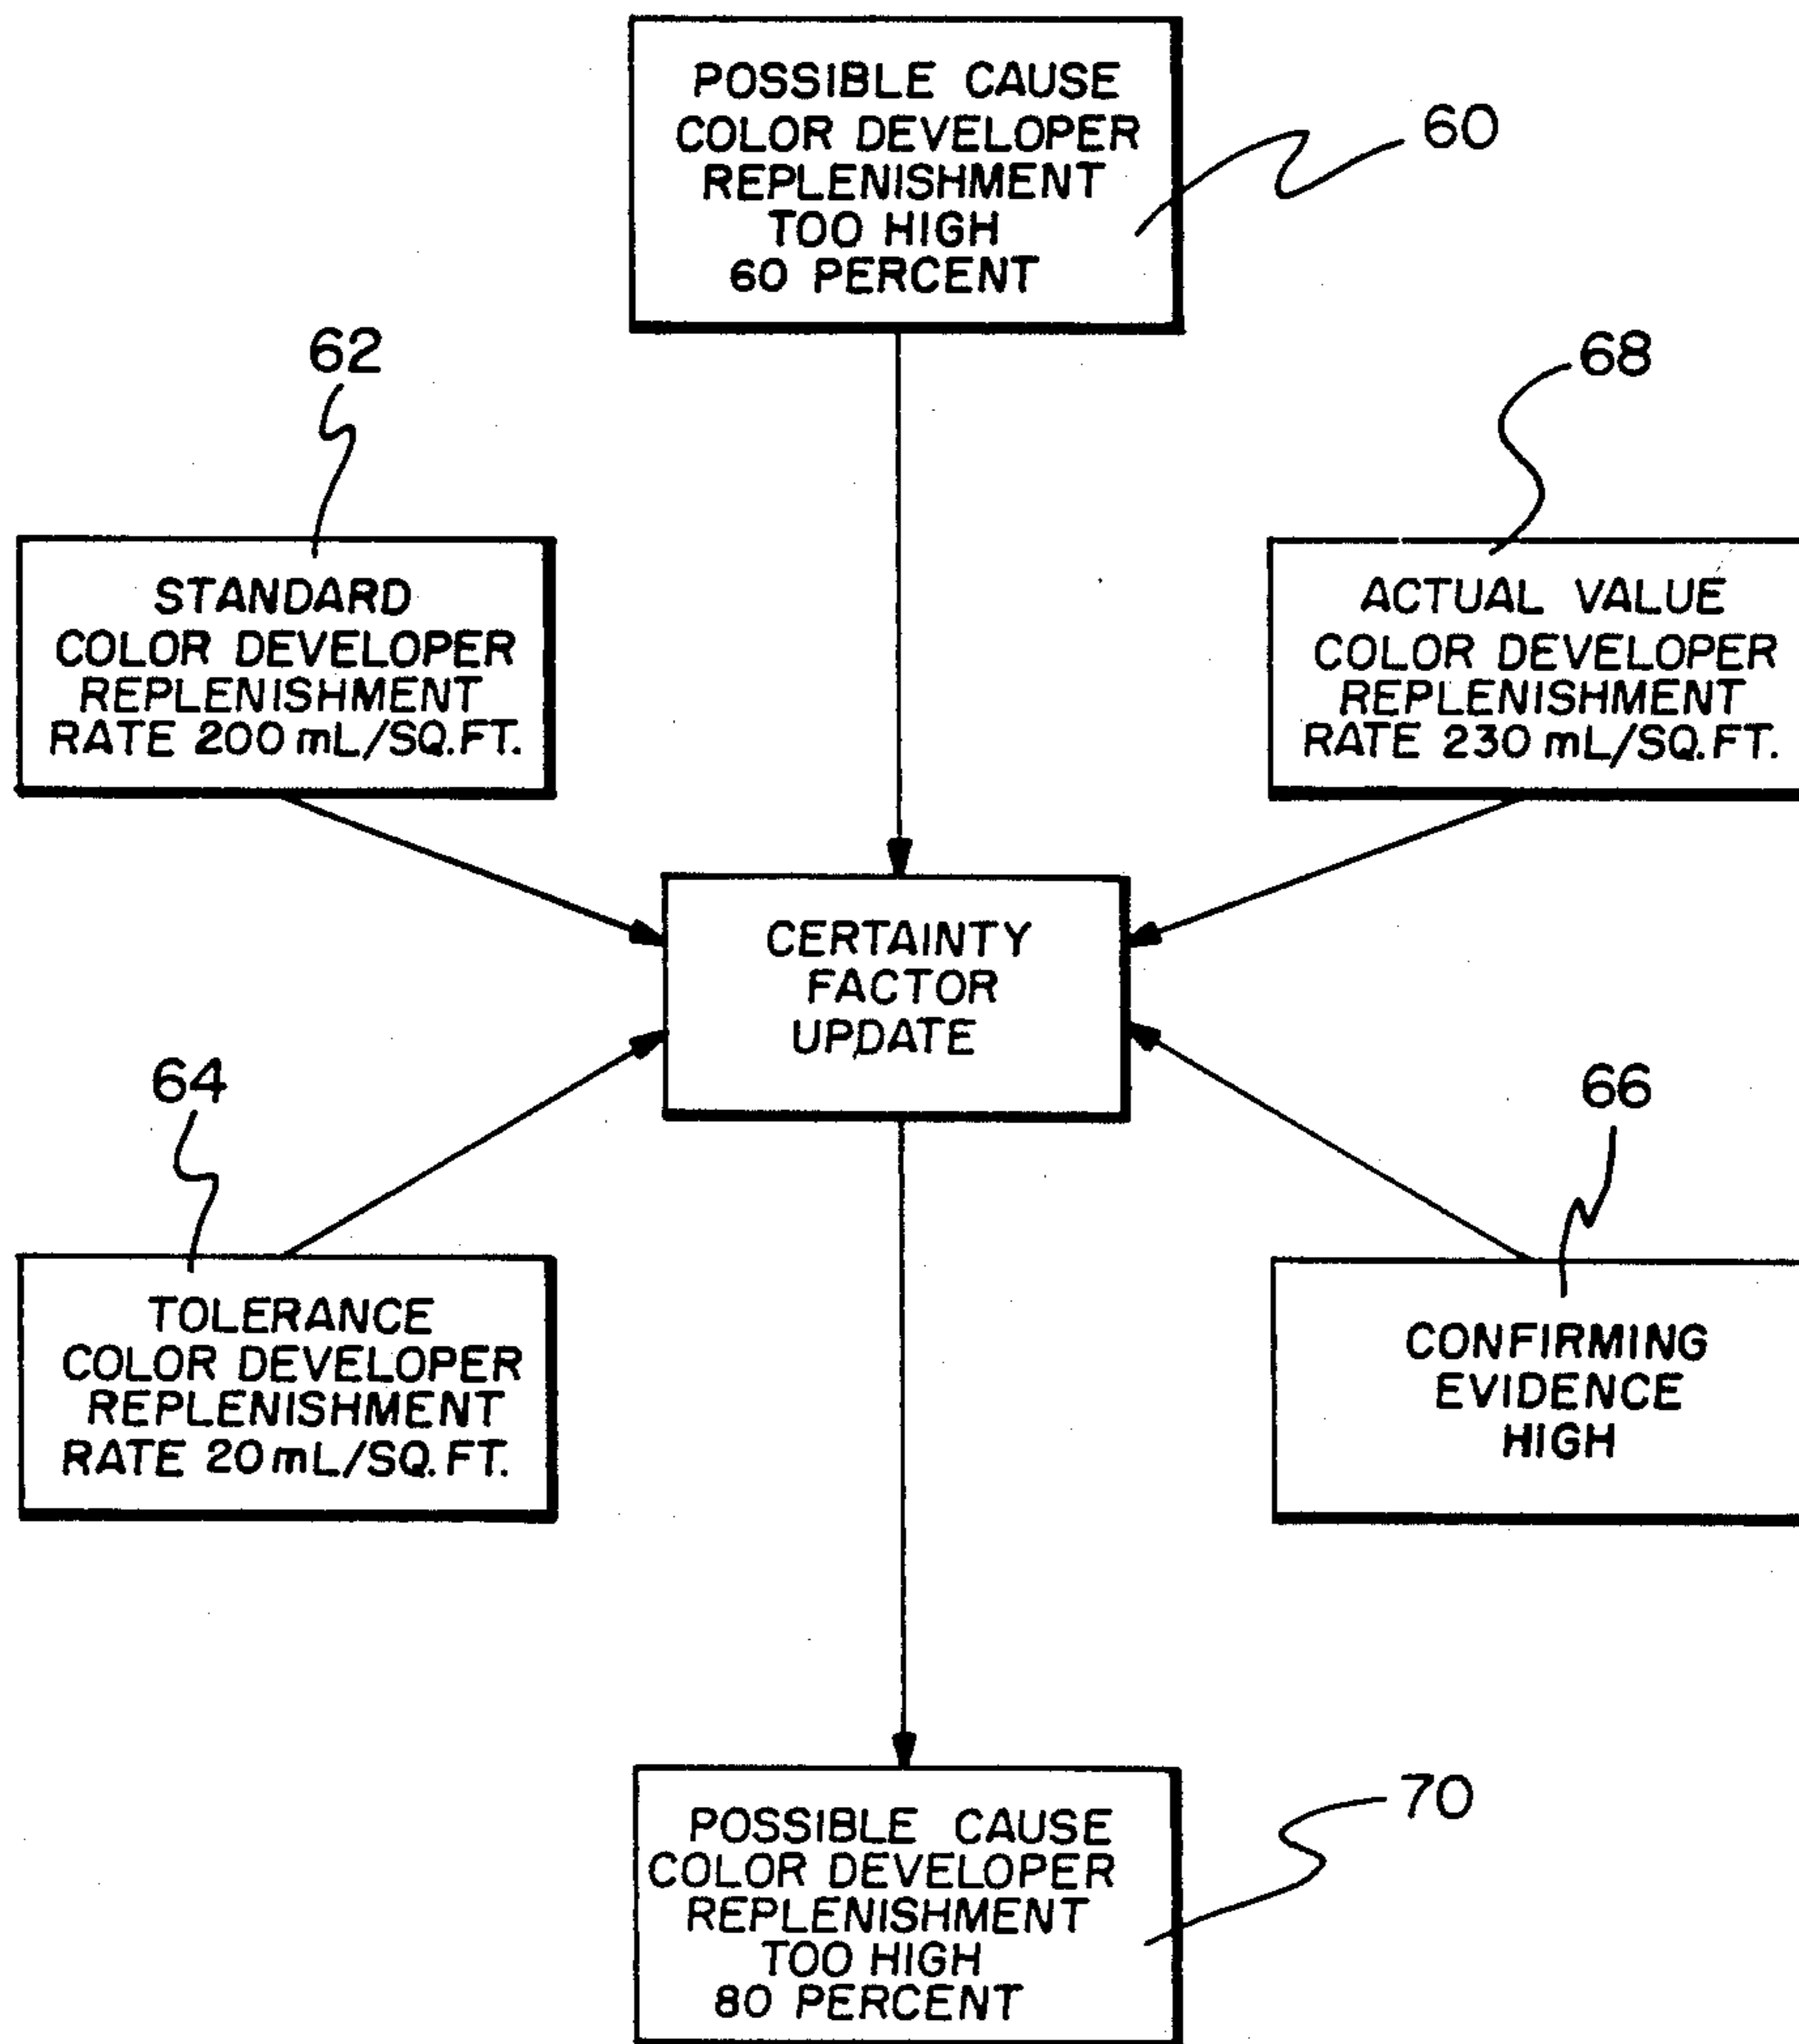 POSSIBLE CAUSE
COLOR DEVELOPER
REPLENISHMENT
TOO HIGH
60 PERCENT
60
62
STANDARD
COLOR DEVELOPER
REPLENISHMENT
RATE 200 mL/SQ.FT.
68
ACTUAL VALUE
COLOR DEVELOPER
REPLENISHMENT
RATE 230 mL/SQ.FT.
CERTAINTY
FACTOR
UPDATE
64
TOLERANCE
COLOR DEVELOPER
REPLENISHMENT
RATE 20 mL/SQ.FT.
66
CONFIRMING
EVIDENCE
HIGH
70
POSSIBLE CAUSE
COLOR DEVELOPER
REPLENISHMENT
TOO HIGH
80 PERCENT